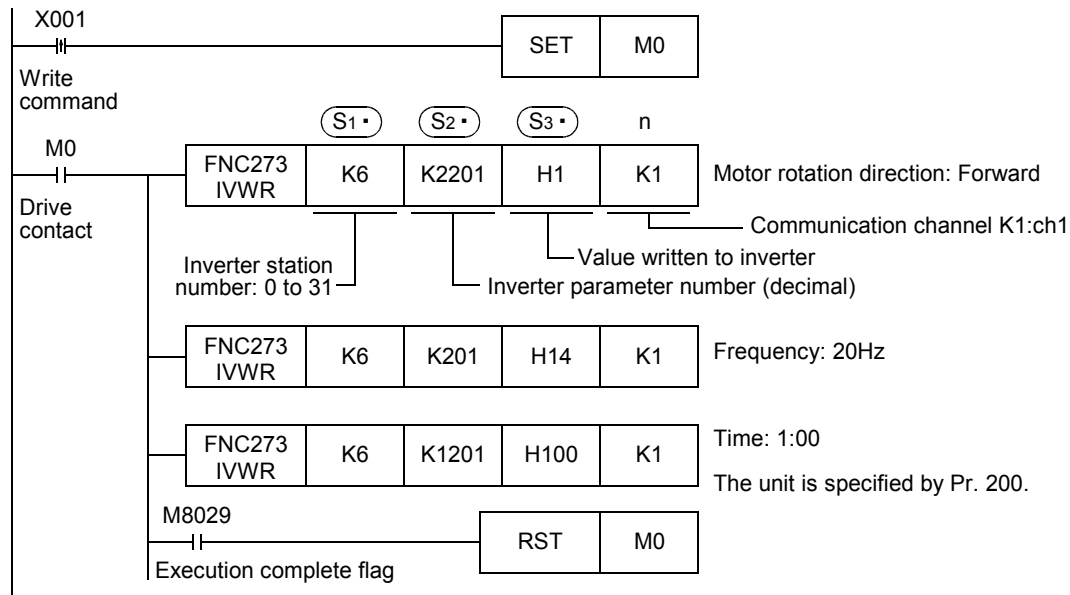 X001
SET M0
Write
command
S1・ S2・ S3・ n
M0
FNC273
IVWR
K6 K2201 H1 K1
Motor rotation direction: Forward
Drive
contact
Communication channel K1:ch1
Value written to inverter
Inverter station
number: 0 to 31
Inverter parameter number (decimal)
FNC273
IVWR
K6 K201 H14 K1
Frequency: 20Hz
FNC273
IVWR
K6 K1201 H100 K1
Time: 1:00
The unit is specified by Pr. 200.
M8029
RST M0
Execution complete flag